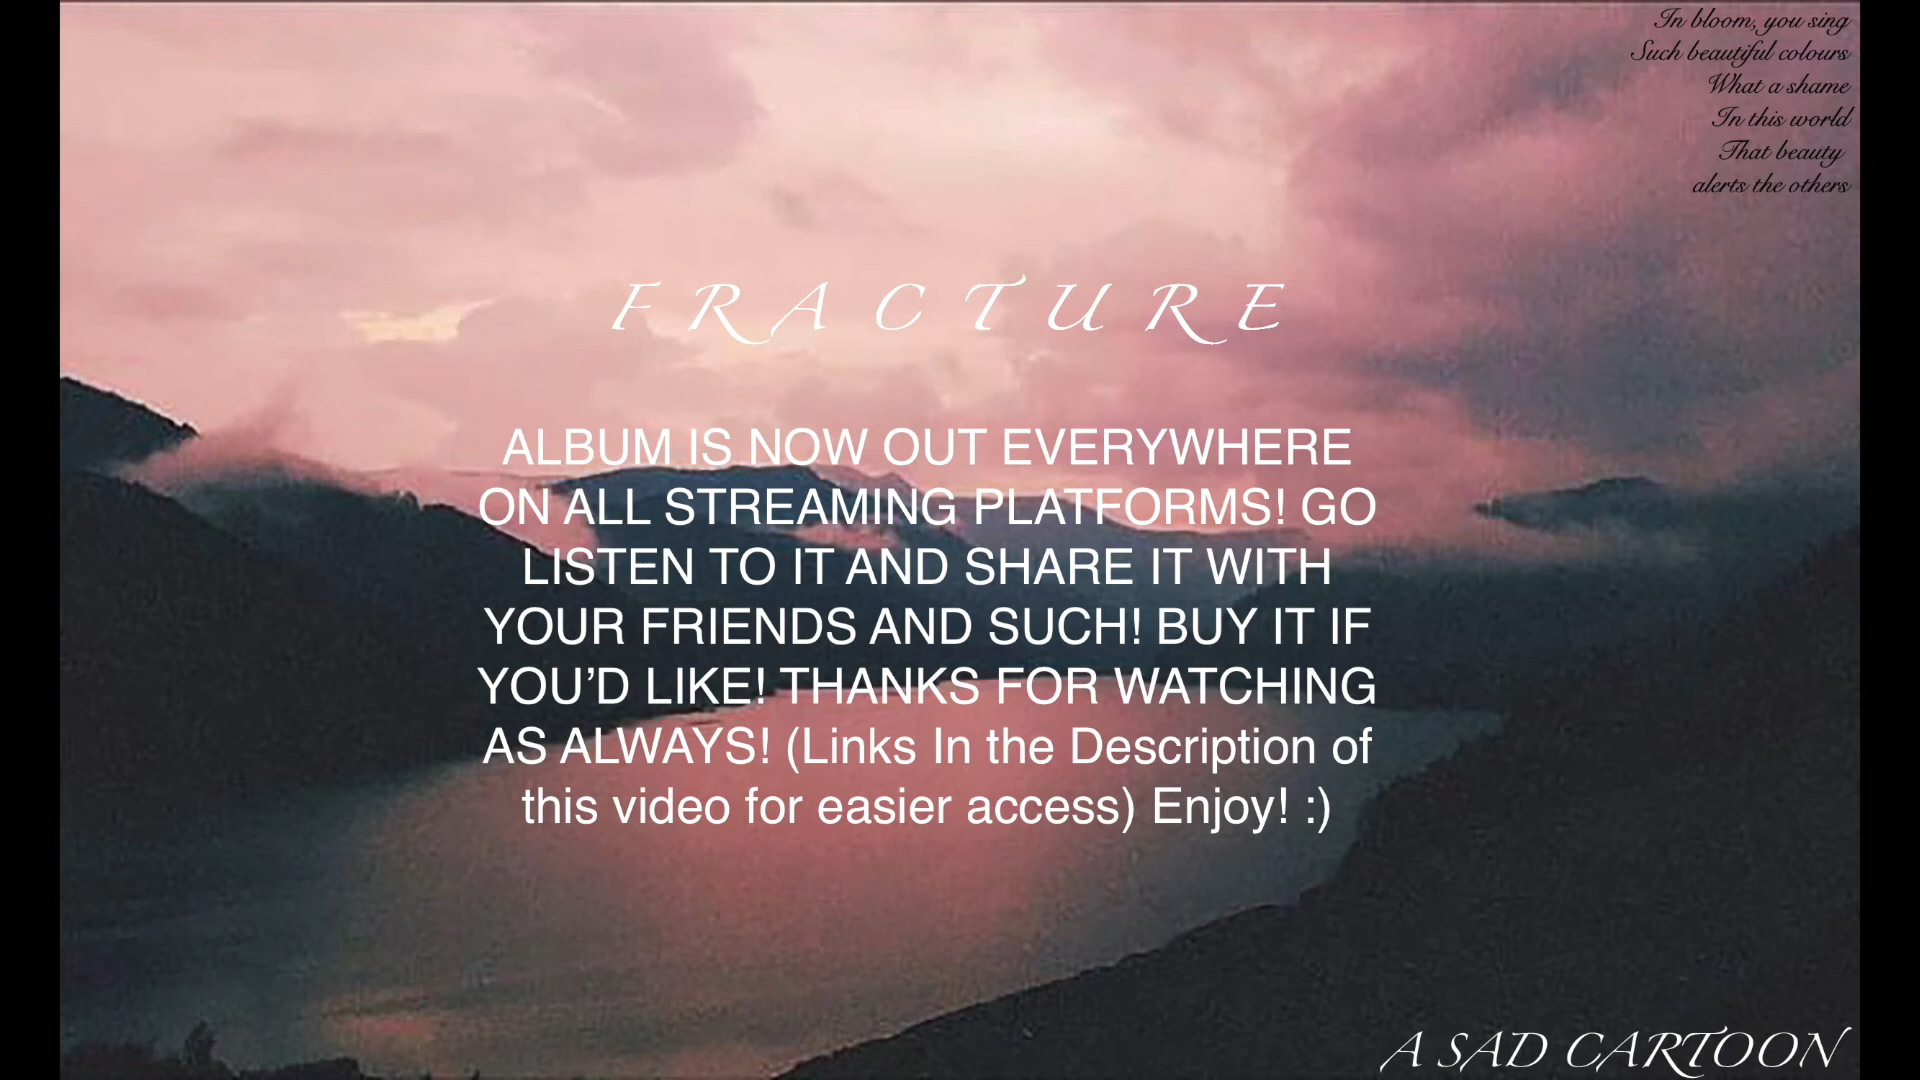 In bloom, you sing
Such beautiful colours
What a shame
In this world
That beauty
alerts the others
FRACTURE
ALBUM IS NOW OUT EVERYWHERE
ON ALL STREAMING PLATFORMS! GO
LISTEN TO IT AND SHARE IT WITH
YOUR FRIENDS AND SUCH! BUY IT IF
YOU’D LIKE! THANKS FOR WATCHING
AS ALWAYS! (Links In the Description of
this video for easier access) Enjoy! :)
A SAD CARTOON